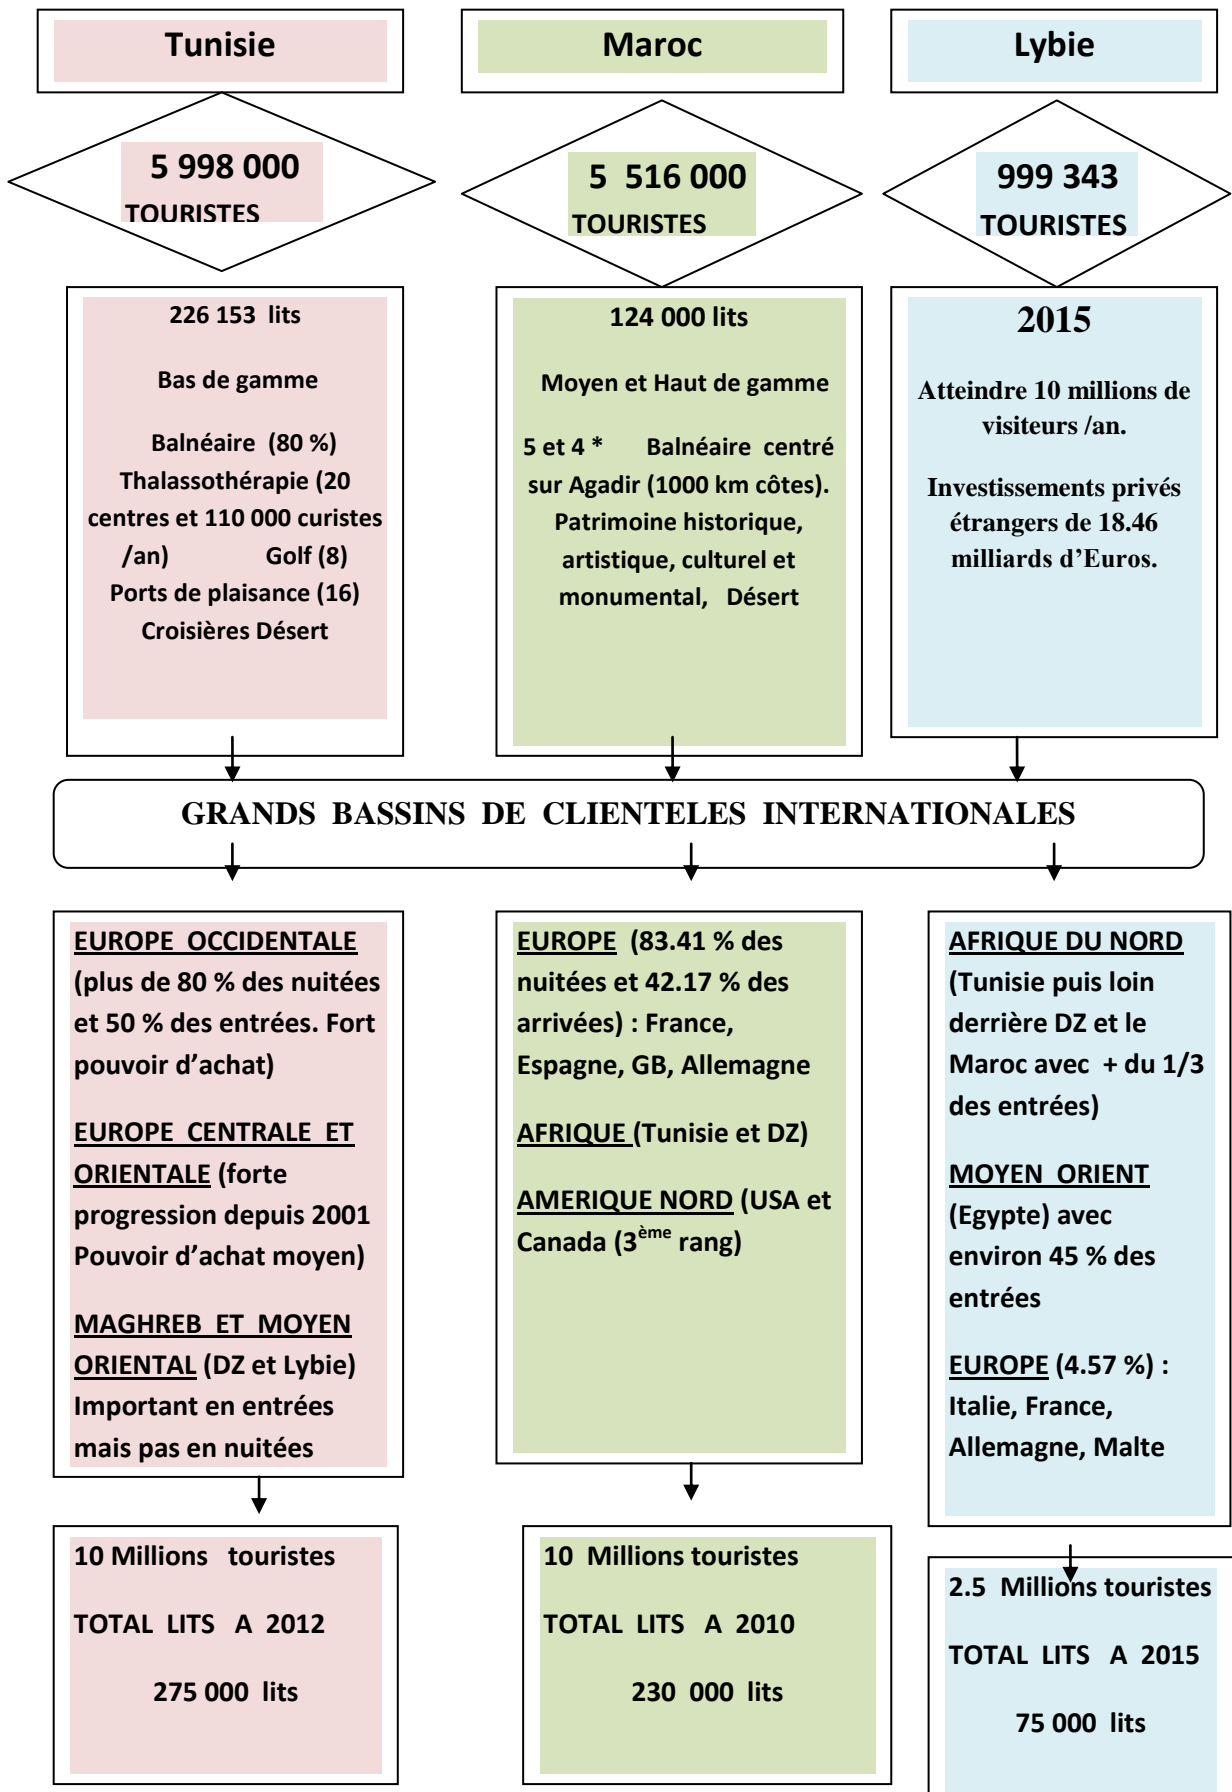 Tunisie
5 998 000
TOURISTES
226 153 lits
Bas de gamme
Balnéaire (80 %)
Thalassothérapie (20
centres et 110 000 curistes
/an) Golf (8)
Ports de plaisance (16)
Croisières Désert
Maroc
5 516 000
TOURISTES
124 000 lits
Moyen et Haut de gamme
5 et 4 * Balnéaire centré
sur Agadir (1000 km côtes).
Patrimoine historique,
artistique, culturel et
monumental, Désert
Lybie
999 343
TOURISTES
2015
Atteindre 10 millions de
visiteurs /an.
Investissements privés
étrangers de 18.46
milliards d’Euros.
GRANDS BASSINS DE CLIENTELES INTERNATIONALES
EUROPE OCCIDENTALE
(plus de 80 % des nuitées
et 50 % des entrées. Fort
pouvoir d’achat)
EUROPE CENTRALE ET
ORIENTALE (forte
progression depuis 2001
Pouvoir d’achat moyen)
MAGHREB ET MOYEN
ORIENTAL (DZ et Lybie)
Important en entrées
mais pas en nuitées
10 Millions touristes
TOTAL LITS A 2012
275 000 lits
EUROPE (83.41 % des
nuitées et 42.17 % des
arrivées) : France,
Espagne, GB, Allemagne
AFRIQUE (Tunisie et DZ)
AMERIQUE NORD (USA et
Canada (3ème rang)
10 Millions touristes
TOTAL LITS A 2010
230 000 lits
AFRIQUE DU NORD
(Tunisie puis loin
derrière DZ et le
Maroc avec + du 1/3
des entrées)
MOYEN ORIENT
(Egypte) avec
environ 45 % des
entrées
EUROPE (4.57 %) :
Italie, France,
Allemagne, Malte
2.5 Millions touristes
TOTAL LITS A 2015
75 000 lits